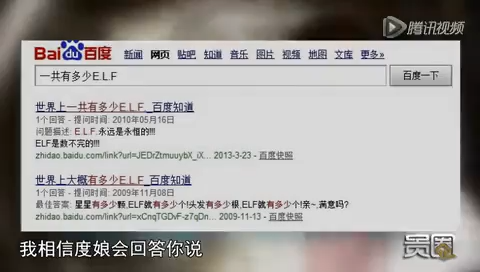 腾讯视频
Bai du 百度
新闻 网页 贴吧 知道 音乐 图片 视频 地图 文库 更多»
一共有多少E.L.F
百度一下
世界上一共有多少E.L.F._百度知道
1个回答 - 提问时间: 2010年05月16日
问题描述: E.L.F.永远是永恒的!!!
ELF是数不完的!!!
zhidao.baidu.com/link?url=JEDrZtmuuybX_iX... 2013-3-23 - 百度快照
世界上大概有多少E.L.F_百度知道
1个回答 - 提问时间: 2009年11月08日
最佳答案: 星星有多少颗,ELF就有多少个!头发有多少根,ELF就有多少个!亲~,满意吗?
zhidao.baidu.com/link?url=xCnqTGDvF-z7qDn... 2009-11-13 - 百度快照
我相信度娘会回答你说
贵圈